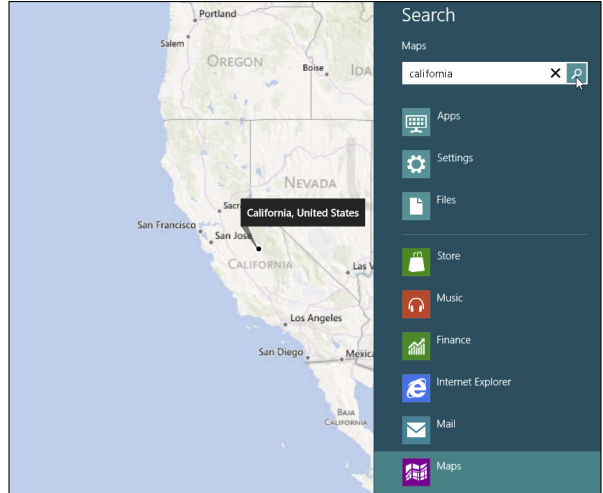 Portland
Salem
OREGON
Boise
IDA
NEVADA
Sacr
California, United States
San Francisco
San Jose
CALIFORNIA
Las V
Los Angeles
San Diego
Mexica
BAJA
CALIFORNIA
Search
Maps
california
Apps
Settings
Files
Store
Music
Finance
Internet Explorer
Mail
Maps